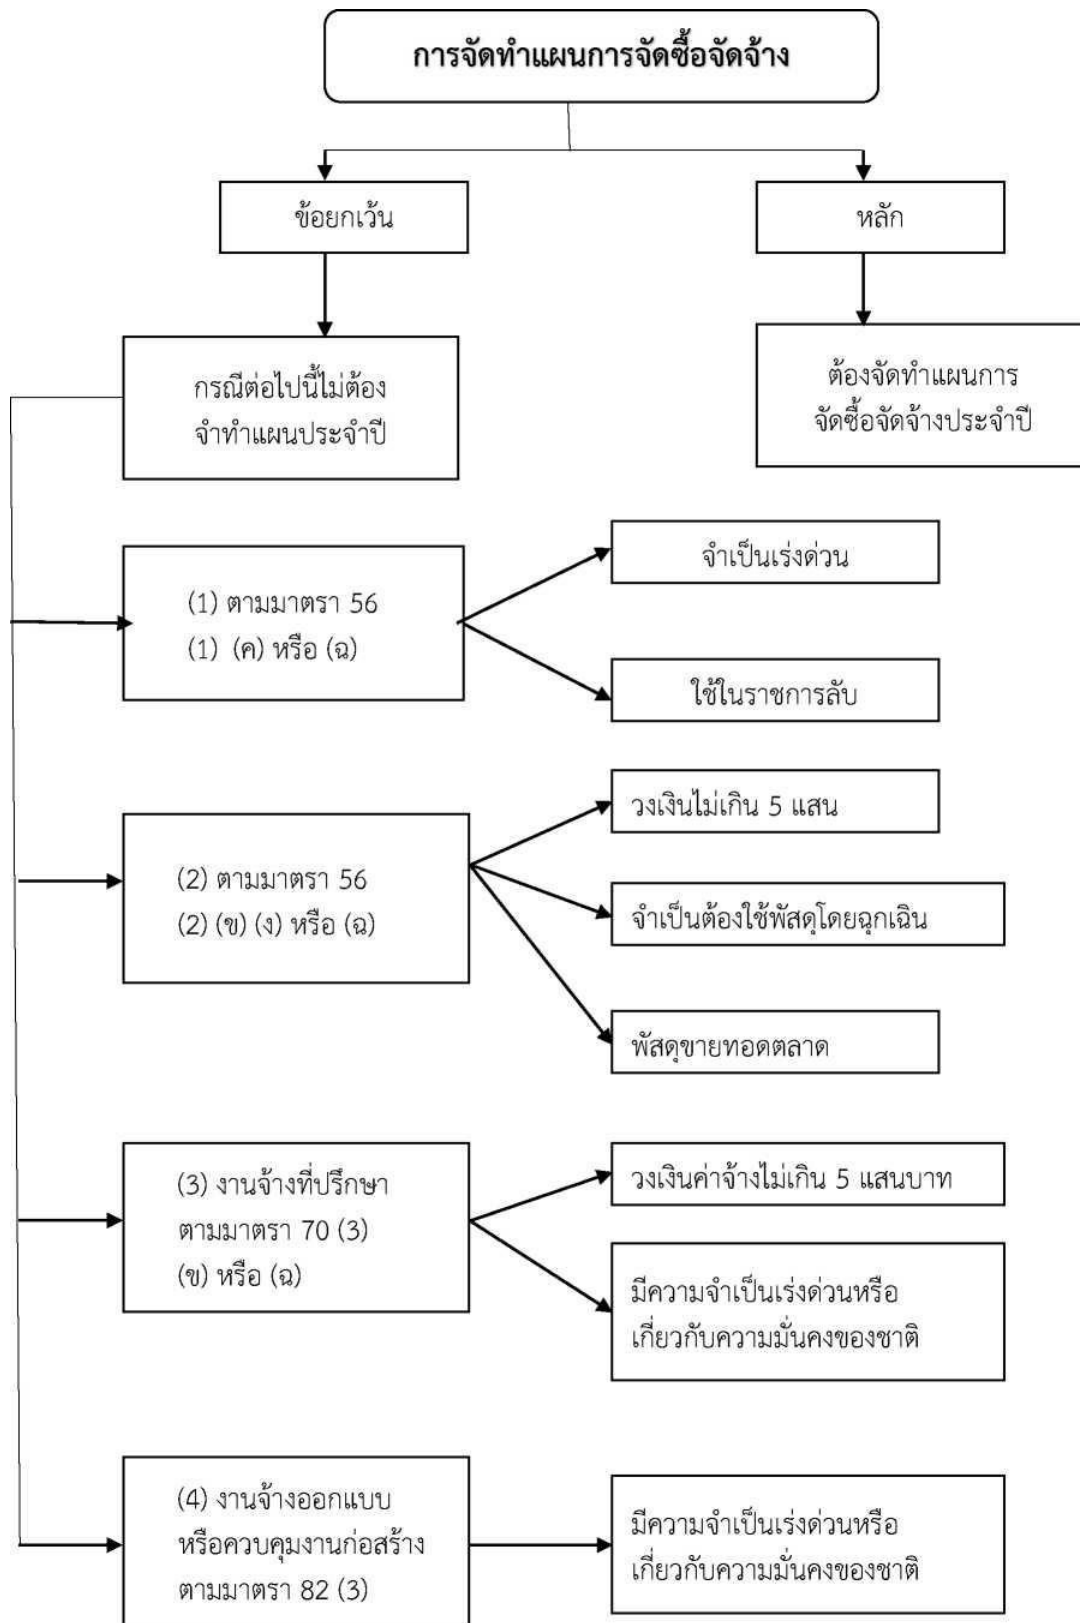 การจัดทำแผนการจัดซื้อจัดจ้าง
ข้อยกเว้น
หลัก
กรณีต่อไปนี้ไม่ต้อง
จำทำแผนประจำปี
ต้องจัดทำแผนการ
จัดซื้อจัดจ้างประจำปี
(1) ตามมาตรา 56
(1) (ค) หรือ (ฉ)
จำเป็นเร่งด่วน
ใช้ในราชการลับ
(2) ตามมาตรา 56
(2) (ข) (ง) หรือ (ฉ)
วงเงินไม่เกิน 5 แสน
จำเป็นต้องใช้พัสดุโดยฉุกเฉิน
พัสดุขายทอดตลาด
(3) งานจ้างที่ปรึกษา
ตามมาตรา 70 (3)
(ข) หรือ (ฉ)
วงเงินค่าจ้างไม่เกิน 5 แสนบาท
มีความจำเป็นเร่งด่วนหรือ
เกี่ยวกับความมั่นคงของชาติ
(4) งานจ้างออกแบบ
หรือควบคุมงานก่อสร้าง
ตามมาตรา 82 (3)
มีความจำเป็นเร่งด่วนหรือ
เกี่ยวกับความมั่นคงของชาติ